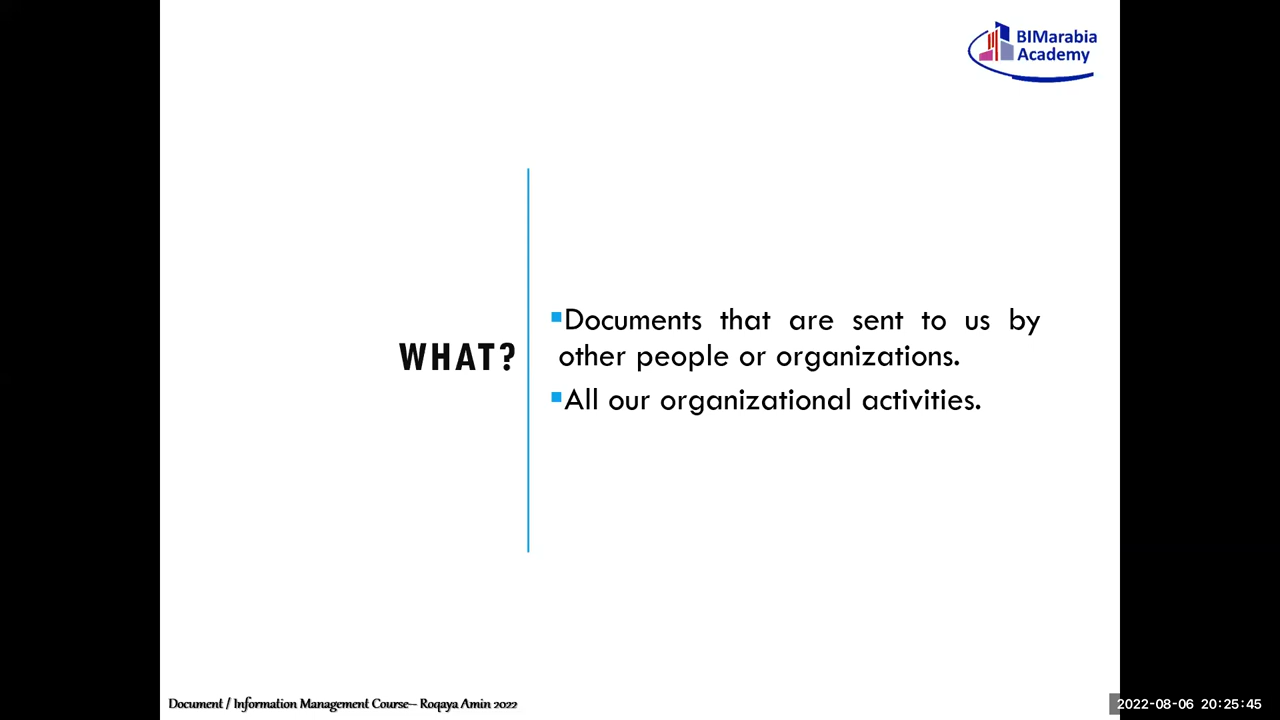 BIMarabia
Academy
WHAT?
▪Documents that are sent to us by
other people or organizations.
▪All our organizational activities.
Document / Information Management Course– Roqaya Amin 2022
2022-08-06 20:25:45